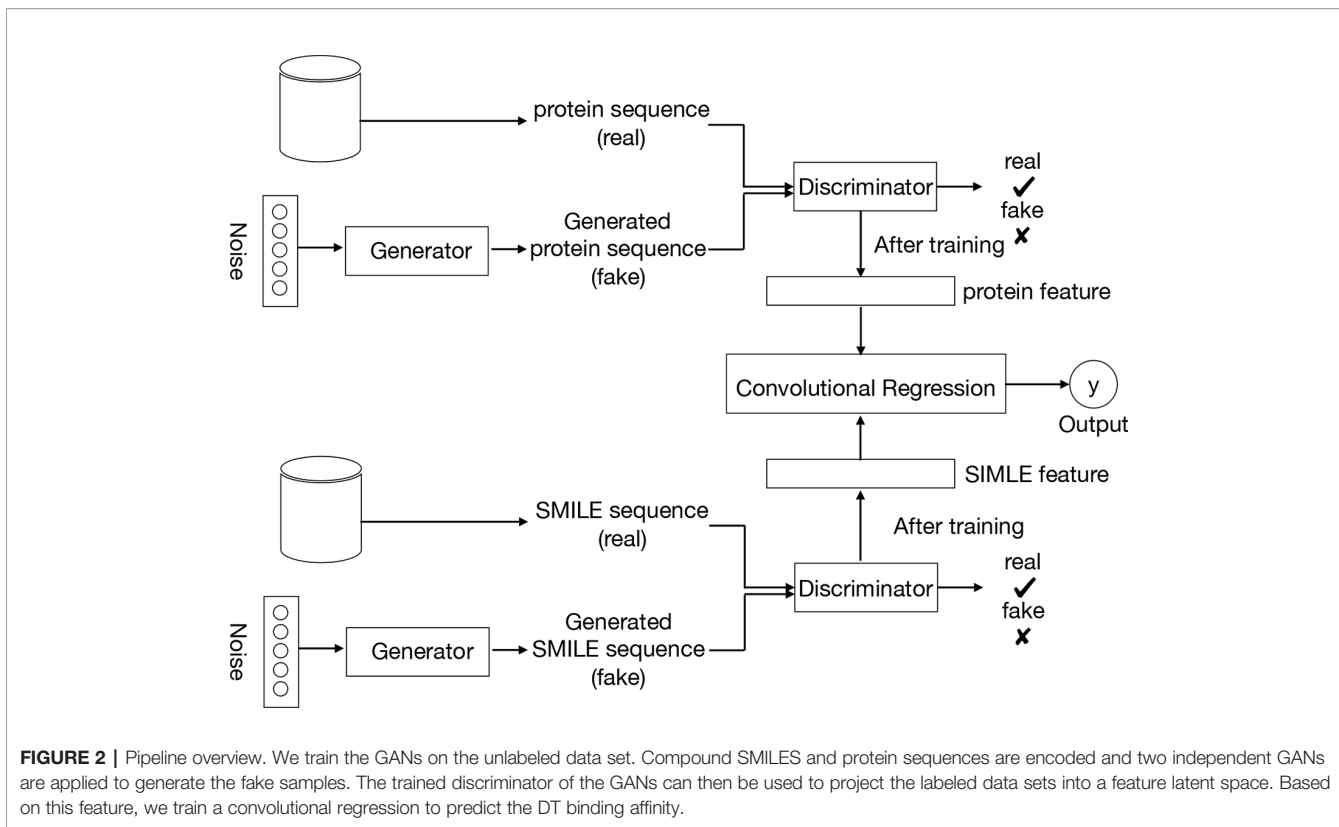 protein sequence
(real)
Noise
Generator
Generated
protein sequence
(fake)
Discriminator
real
✔
fake
✘
After training
protein feature
Convolutional Regression
y
Output
SIMLE feature
After training
SMILE sequence
(real)
Noise
Generator
Generated
SMILE sequence
(fake)
Discriminator
real
✔
fake
✘
FIGURE 2 | Pipeline overview. We train the GANs on the unlabeled data set. Compound SMILES and protein sequences are encoded and two independent GANs
are applied to generate the fake samples. The trained discriminator of the GANs can then be used to project the labeled data sets into a feature latent space. Based
on this feature, we train a convolutional regression to predict the DT binding affinity.